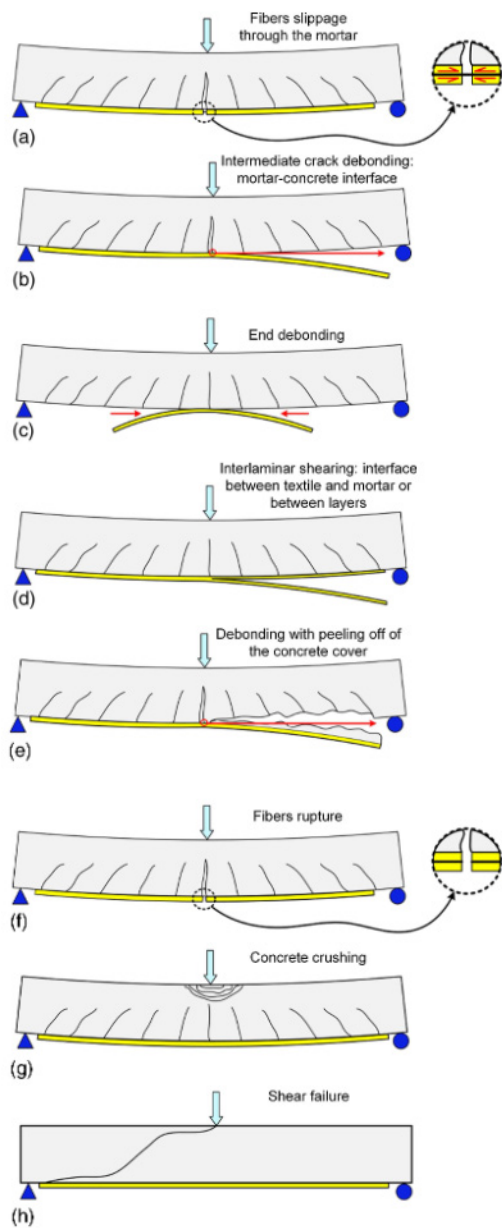 Fibers slippage
through the mortar
(a)
Intermediate crack debonding:
mortar-concrete interface
(b)
End debonding
(c)
Interlaminar shearing: interface
between textile and mortar or
between layers
(d)
Debonding with peeling off of
the concrete cover
(e)
Fibers rupture
(f)
Concrete crushing
(g)
Shear failure
(h)